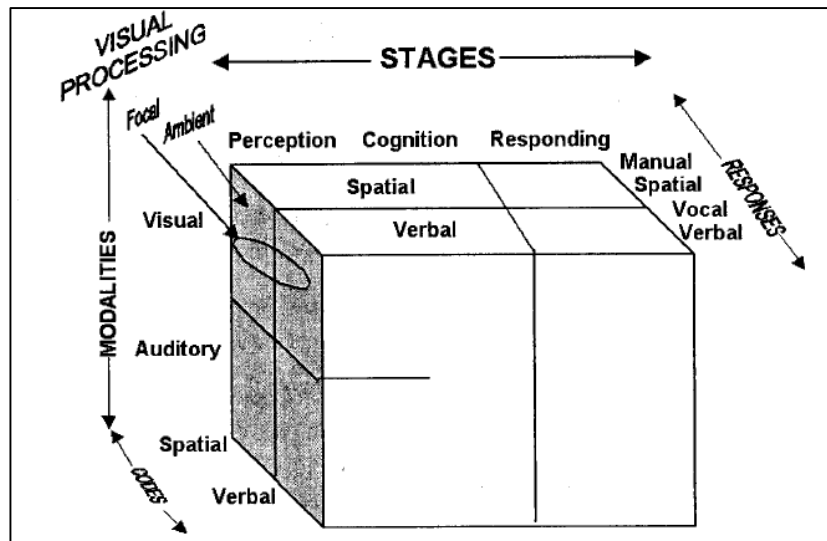 VISUAL
PROCESSING
STAGES
Focal
Ambient
Perception Cognition Responding
RESPONSES
Manual
Spatial
Vocal
Verbal
Spatial
Verbal
Visual
MODALITIES
Auditory
Spatial
Verbal
CODES